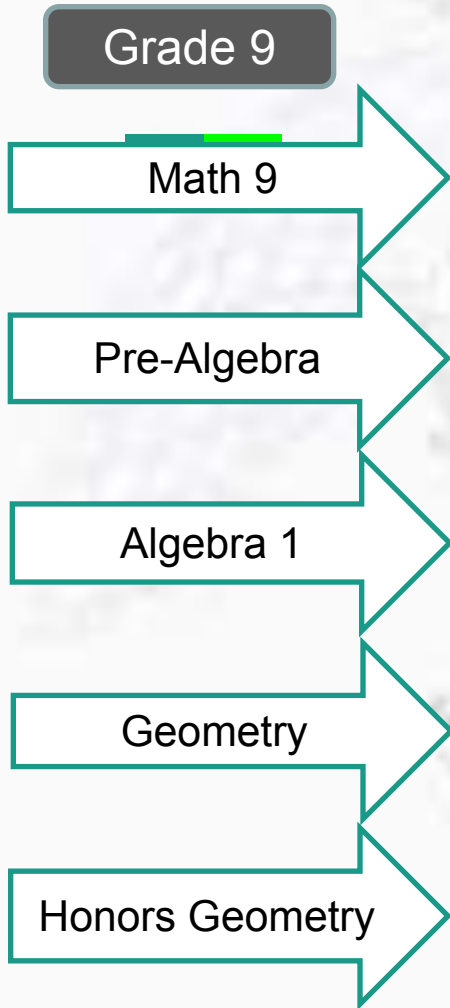 Grade 9
Math 9
Pre-Algebra
Algebra 1
Geometry
Honors Geometry